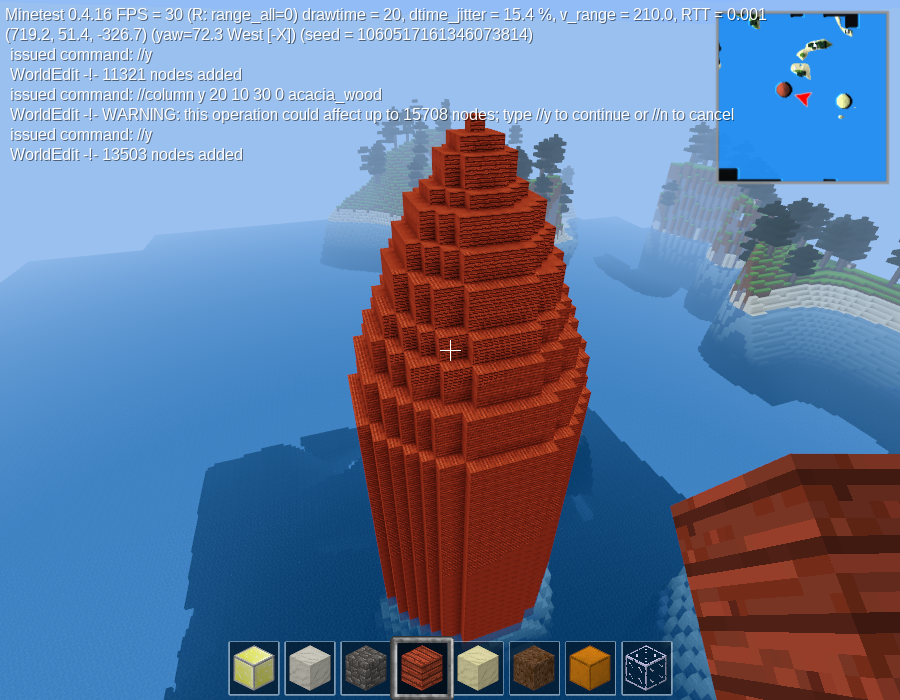 Minetest 0.4.16 FPS = 30 (R: range_all=0) drawtime = 20, dtime_jitter = 15.4 %, v_range = 210.0, RTT = 0.001
(719.2, 51.4, -326.7) (yaw=72.3 West [-X]) (seed = 1060517161346073814)
issued command: //y
WorldEdit -!- 11321 nodes added
issued command: //column y 20 10 30 0 acacia_wood
WorldEdit -!- WARNING: this operation could affect up to 15708 nodes; type //y to continue or //n to cancel
issued command: //y
WorldEdit -!- 13503 nodes added